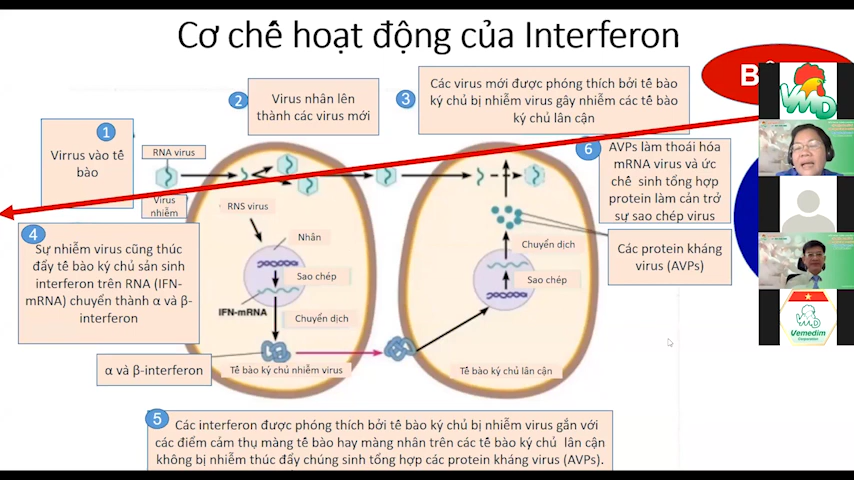 Cơ chế hoạt động của Interferon
1
Virrus vào tế
bào
RNA virus
Virus
nhiễm
2
Virus nhân lên
thành các virus mới
3
Các virus mới được phóng thích bởi tế bào
ký chủ bị nhiễm virus gây nhiễm các tế bào
ký chủ lân cận
4
Sự nhiễm virus cũng thúc
đẩy tế bào ký chủ sản sinh
interferon trên RNA (IFN-
mRNA) chuyển thành α và β-
interferon
RNS virus
Nhân
Sao chép
IFN-mRNA
Chuyển dịch
α và β-interferon
Tế bào ký chủ nhiễm virus
Chuyển dịch
Sao chép
Tế bào ký chủ lân cận
6
AVPs làm thoái hóa
mRNA virus và ức
chế sinh tổng hợp
protein làm cản trở
sự sao chép virus
Các protein kháng
virus (AVPs)
5
Các interferon được phóng thích bởi tế bào ký chủ bị nhiễm virus gắn với
các điểm cảm thụ màng tế bào hay màng nhân trên các tế bào ký chủ lân cận
không bị nhiễm thúc đẩy chúng sinh tổng hợp các protein kháng virus (AVPs).
VMD
Vemedim
Corporation